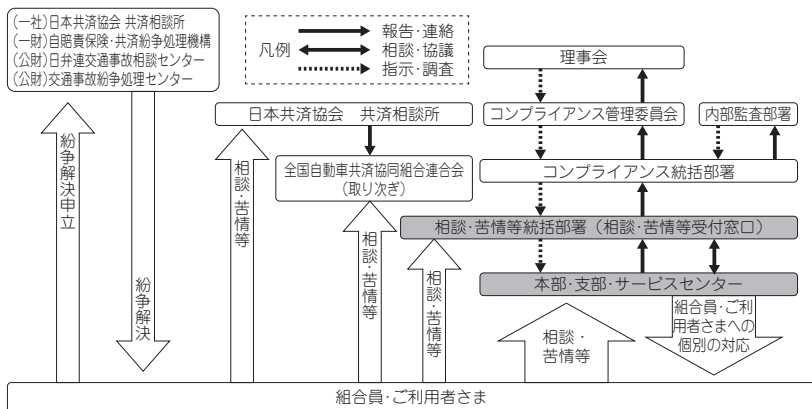 (一社)日本共済協会 共済相談所
(一財)自賠責保険・共済紛争処理機構
(公財)日弁連交通事故相談センター
(公財)交通事故紛争処理センター
凡例
報告・連絡
相談・協議
指示・調査
理事会
日本共済協会 共済相談所
コンプライアンス管理委員会
内部監査部署
全国自動車共済協同組合連合会
(取り次ぎ)
コンプライアンス統括部署
相談・苦情等統括部署(相談・苦情等受付窓口)
本部・支部・サービスセンター
紛争解決申立
紛争解決
相談・苦情等
相談・苦情等
相談・苦情等
相談・
苦情等
組合員・ご利
用者さまへの
個別の対応
組合員・ご利用者さま